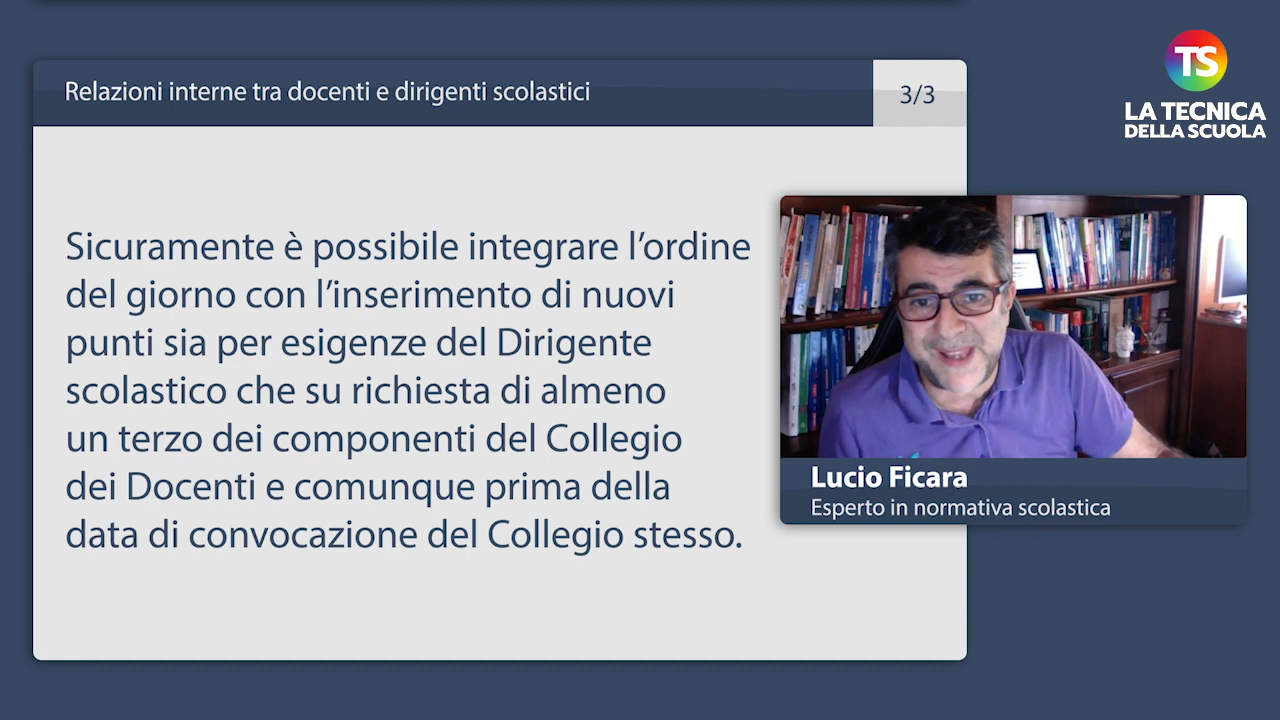 Relazioni interne tra docenti e dirigenti scolastici
3/3
TS
LA TECNICA
DELLA SCUOLA
Sicuramente è possibile integrare l’ordine
del giorno con l’inserimento di nuovi
punti sia per esigenze del Dirigente
scolastico che su richiesta di almeno
un terzo dei componenti del Collegio
dei Docenti e comunque prima della
data di convocazione del Collegio stesso.
Lucio Ficara
Esperto in normativa scolastica